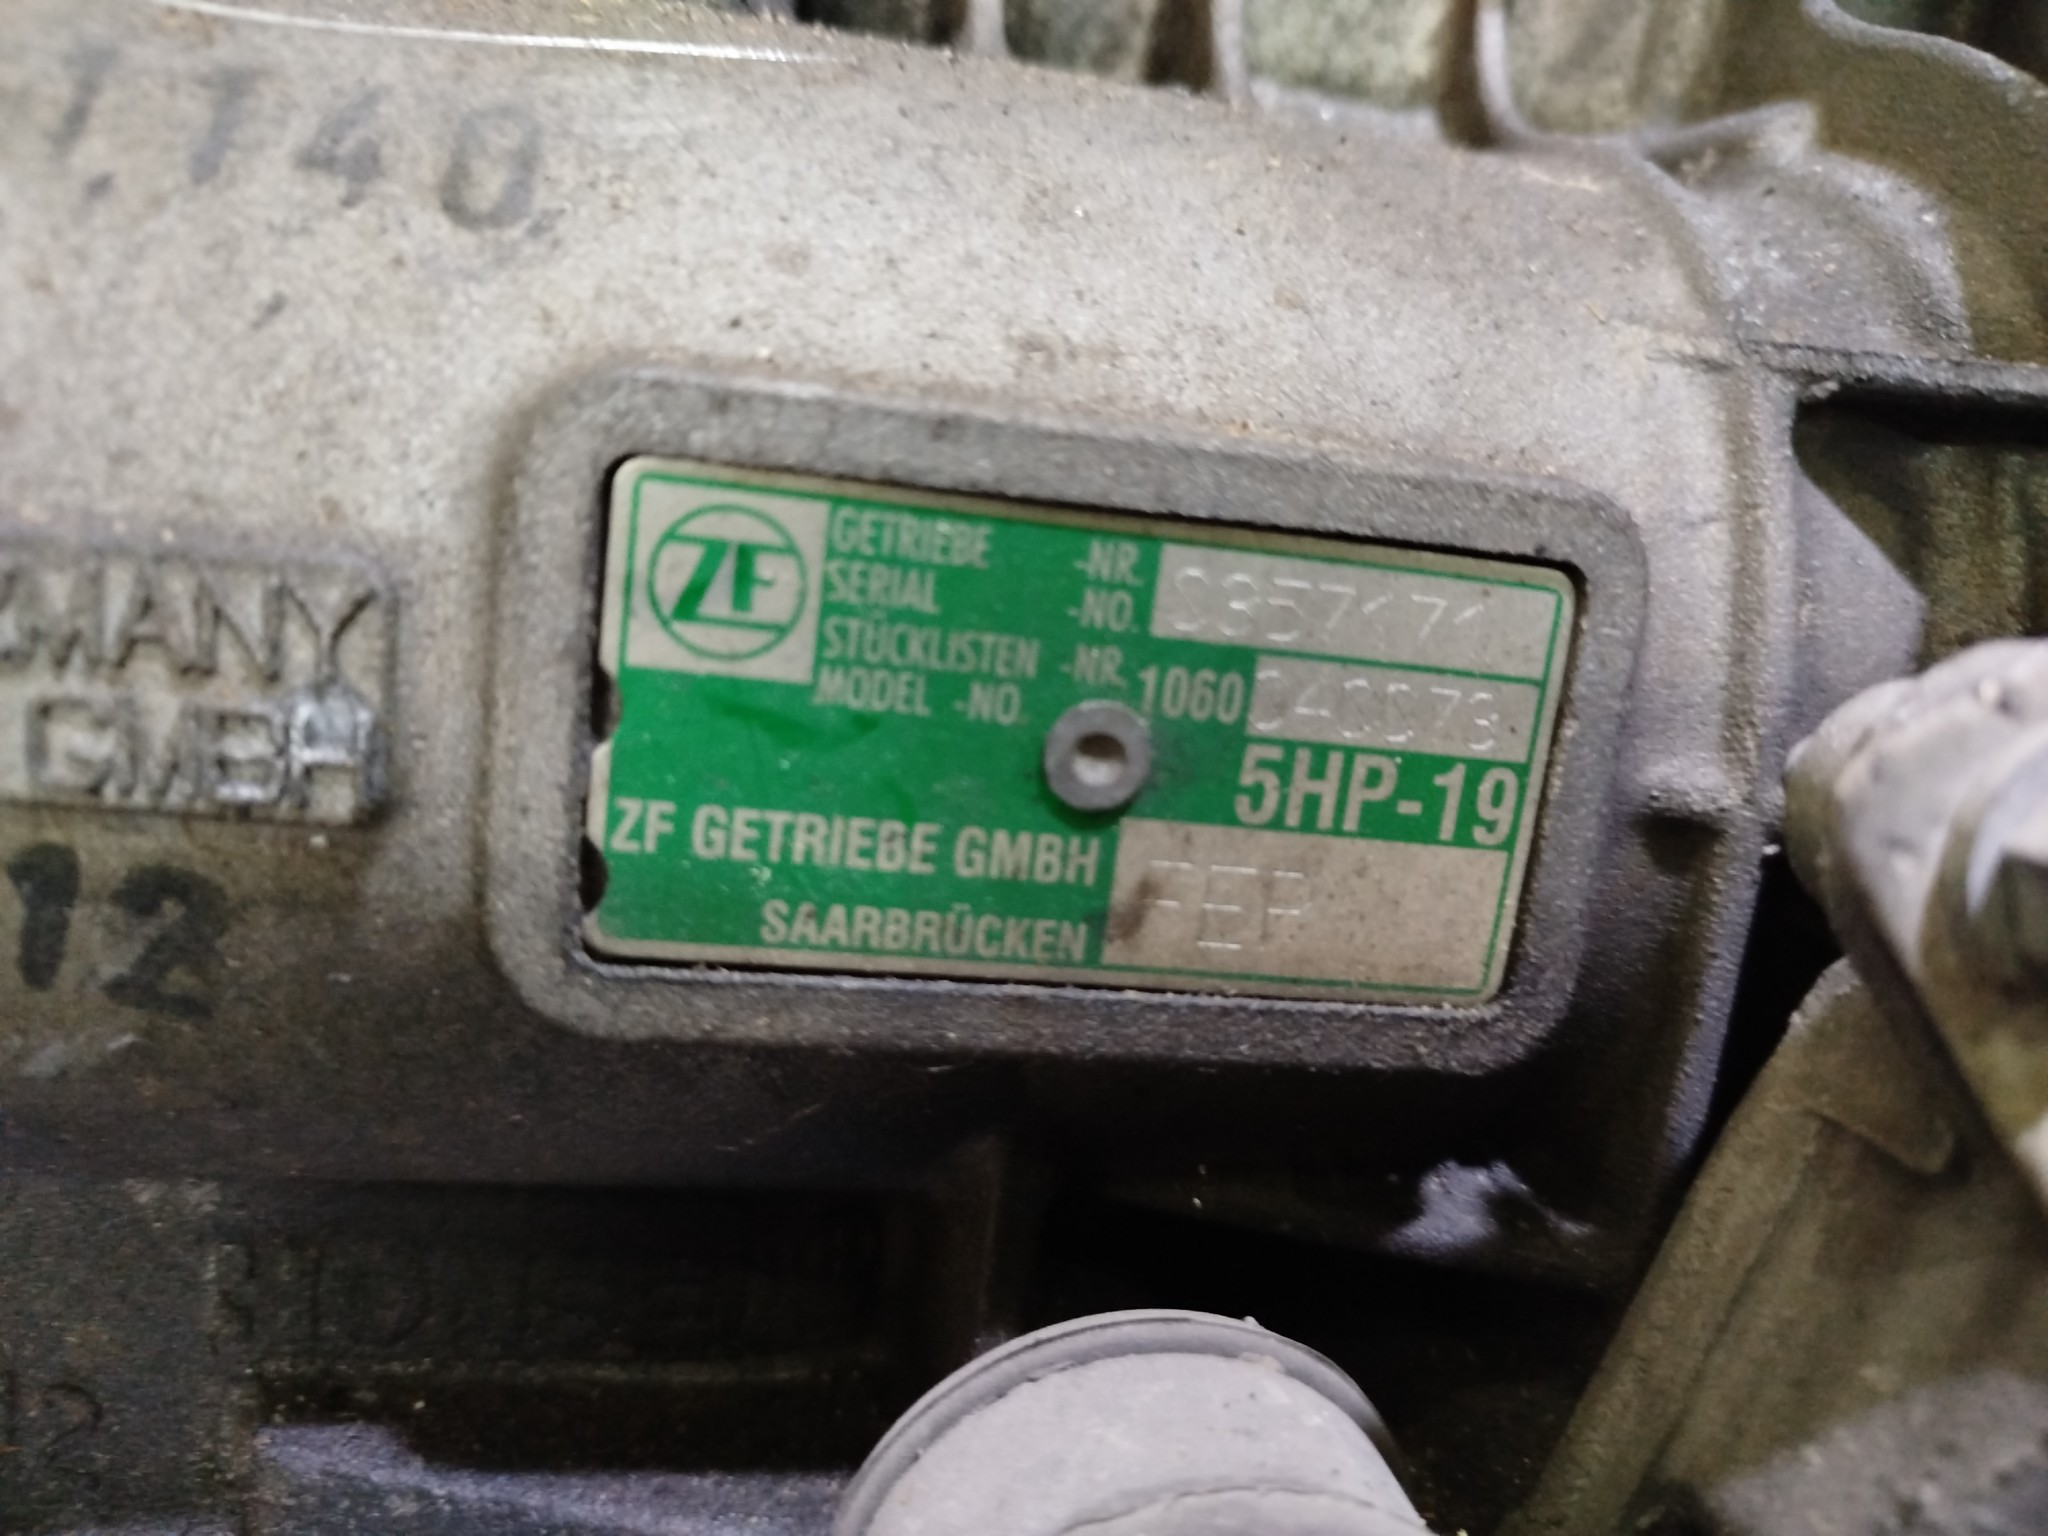 1140
MANY
GMBH
12
ZF
GETRIEBE -NR.
SERIAL -NO.
STÜCKLISTEN -NR.
MODEL -NO.
1060
5HP-19
ZF GETRIEBE GMBH
SAARBRÜCKEN